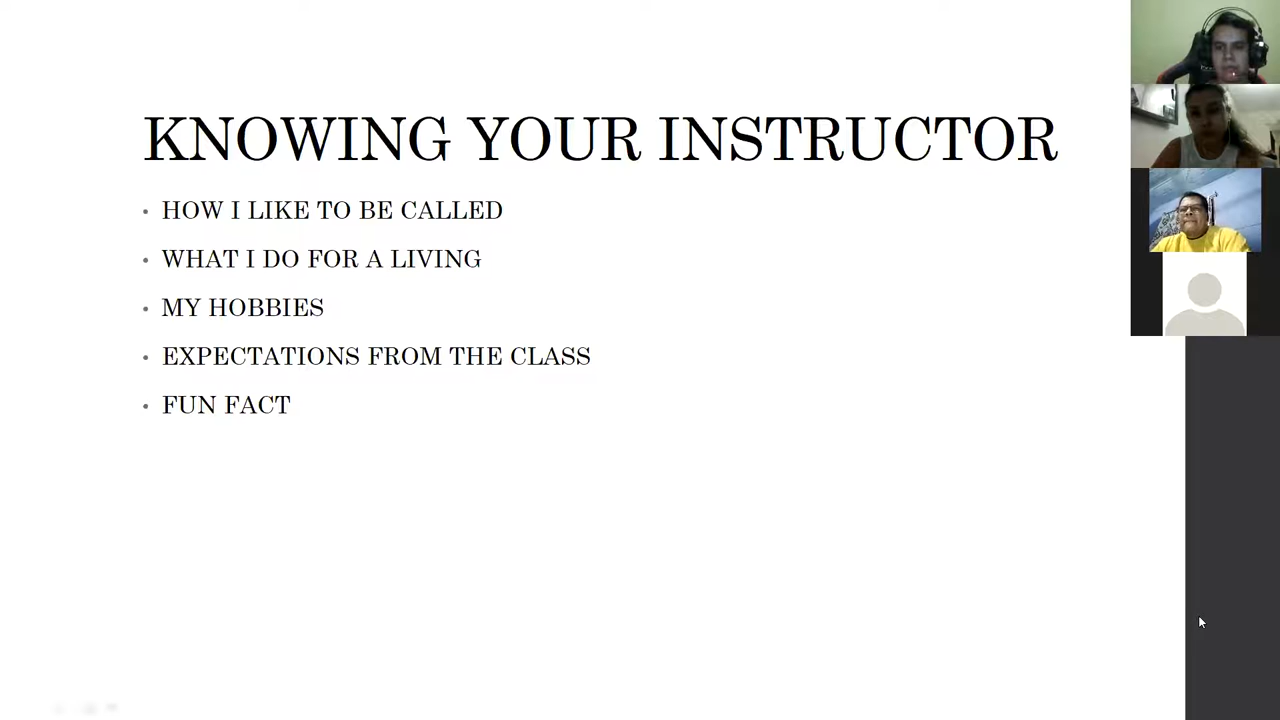 KNOWING YOUR INSTRUCTOR
HOW I LIKE TO BE CALLED
WHAT I DO FOR A LIVING
MY HOBBIES
EXPECTATIONS FROM THE CLASS
FUN FACT